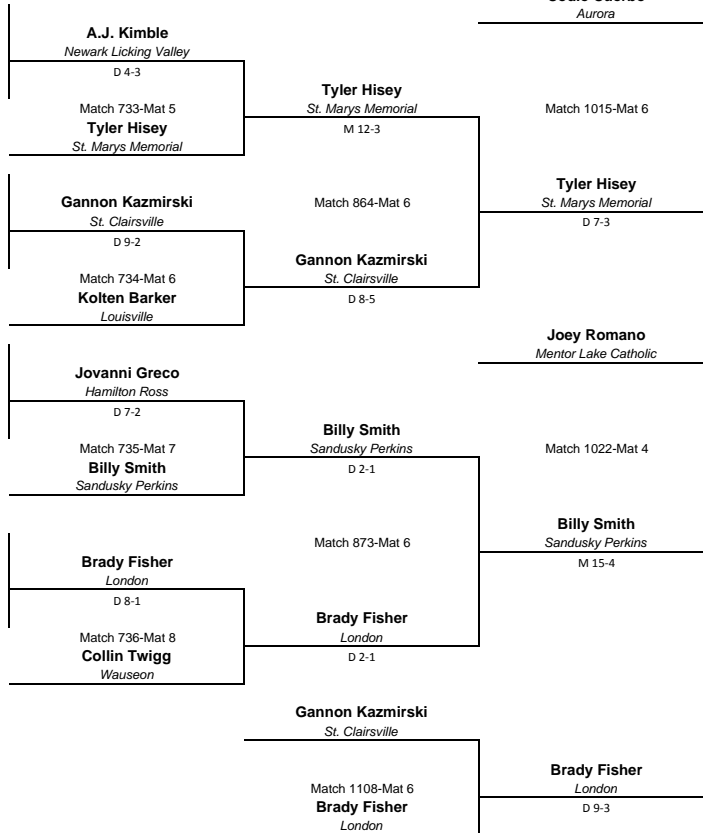 Aurora
A.J. Kimble
Newark Licking Valley
D 4-3
Match 733-Mat 5
Tyler Hisey
St. Marys Memorial
Tyler Hisey
St. Marys Memorial
M 12-3
Match 1015-Mat 6
Gannon Kazmirski
St. Clairsville
D 9-2
Match 864-Mat 6
Tyler Hisey
St. Marys Memorial
D 7-3
Match 734-Mat 6
Kolten Barker
Louisville
Gannon Kazmirski
St. Clairsville
D 8-5
Joey Romano
Mentor Lake Catholic
Jovanni Greco
Hamilton Ross
D 7-2
Match 735-Mat 7
Billy Smith
Sandusky Perkins
Billy Smith
Sandusky Perkins
D 2-1
Match 1022-Mat 4
Match 873-Mat 6
Billy Smith
Sandusky Perkins
M 15-4
Brady Fisher
London
D 8-1
Match 736-Mat 8
Collin Twigg
Wauseon
Brady Fisher
London
D 2-1
Gannon Kazmirski
St. Clairsville
Match 1108-Mat 6
Brady Fisher
London
Brady Fisher
London
D 9-3